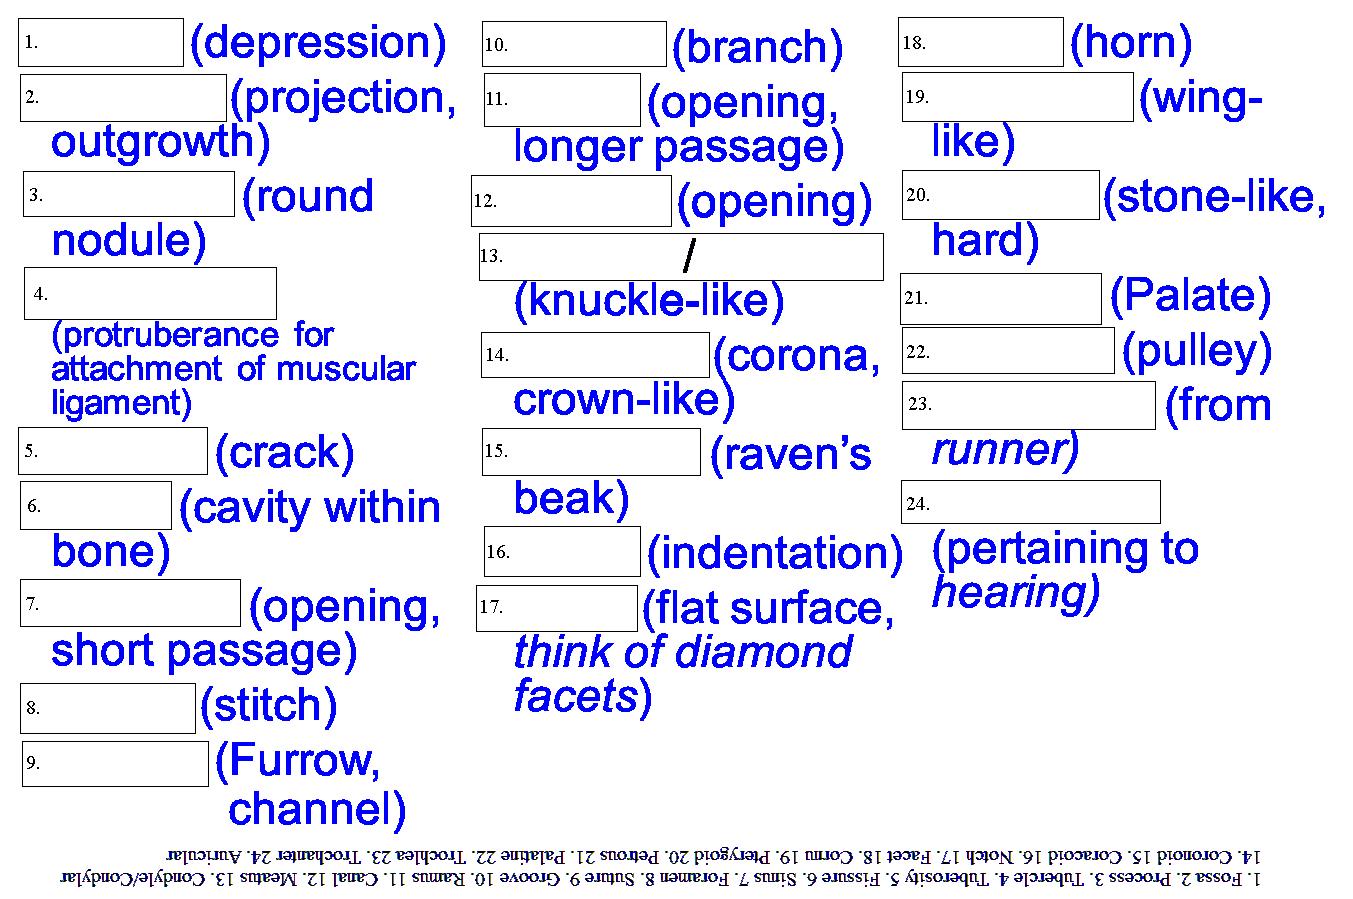 1. (depression)
2. (projection,
outgrowth)
3. (round
nodule)
4.
(protruberance for
attachment of muscular
ligament)
5. (crack)
6. (cavity within
bone)
7. (opening,
short passage)
8. (stitch)
9. (Furrow,
channel)
10. (branch)
11. (opening,
longer passage)
12. (opening)
13. /
(knuckle-like)
14. (corona,
crown-like)
15. (raven's
beak)
16. (indentation)
17. (flat surface,
think of diamond
facets)
18. (horn)
19. (wing-
like)
20. (stone-like,
hard)
21. (Palate)
22. (pulley)
23. (from
runner)
24.
(pertaining to
hearing)
1. Fossa 2. Process 3. Tubercle 4. Tuberosity 5. Fissure 6. Sinus 7. Foramen 8. Suture 9. Groove 10. Ramus 11. Canal 12. Meatus 13. Condyle/Condylar
14. Coronoid 15. Coracoid 16. Notch 17. Facet 18. Cornu 19. Pterygoid 20. Petrous 21. Palatine 22. Trochlea 23. Trochanter 24. Auricular